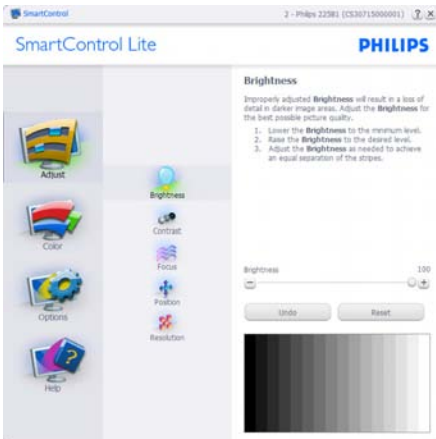 SmartControl
2 - Philips 225B1 (CS30715000001) ? X
SmartControl Lite
PHILIPS
Adjust
Color
Options
Help
Brightness
Contrast
Focus
Position
Resolution
Brightness
Improperly adjusted Brightness will result in a loss of
detail in darker image areas. Adjust the Brightness for
the best possible picture quality.
1. Lower the Brightness to the minimum level.
2. Raise the Brightness to the desired level.
3. Adjust the Brightness as needed to achieve
an equal separation of the stripes.
Brightness 100
Undo Reset